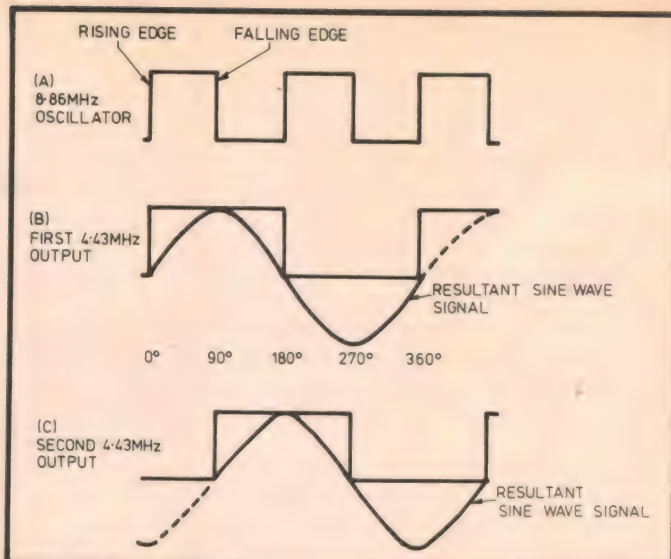 RISING EDGE
FALLING EDGE
(A)
8·86MHz
OSCILLATOR
(B)
FIRST 4·43MHz
OUTPUT
RESULTANT SINE WAVE
SIGNAL
0° 90° 180° 270° 360°
(C)
SECOND 4·43MHz
OUTPUT
RESULTANT
SINE WAVE SIGNAL